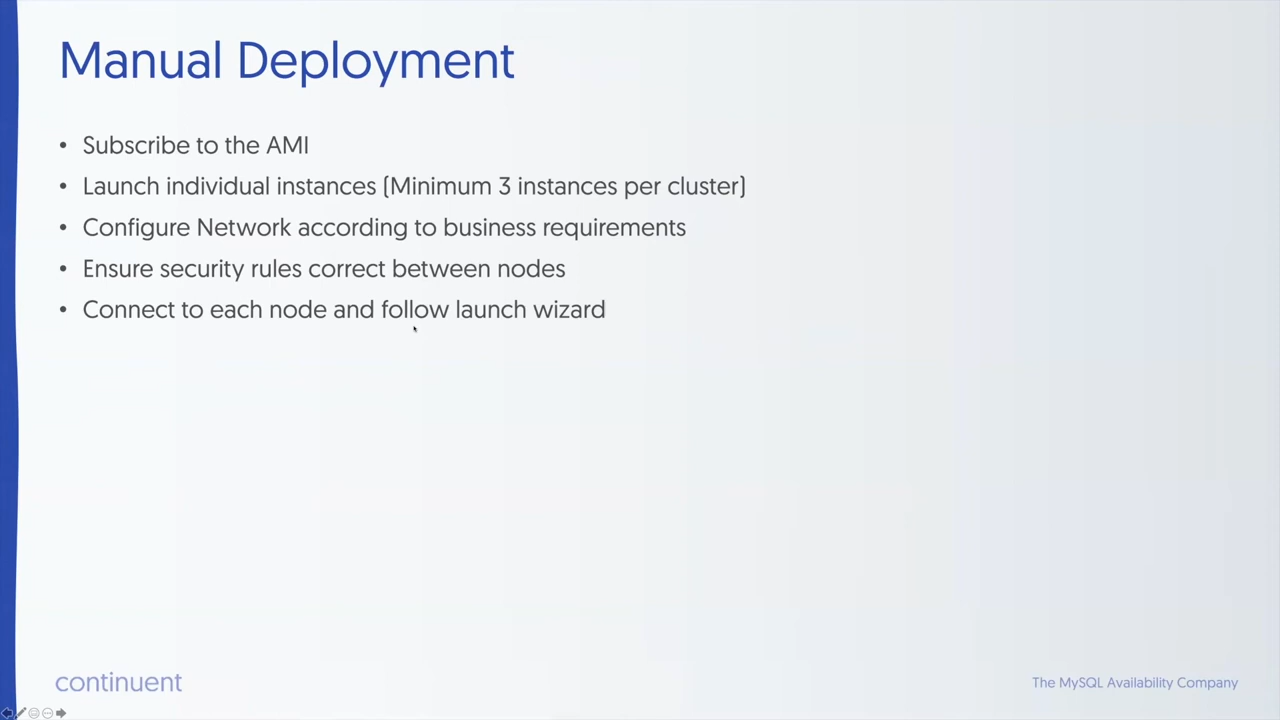 Manual Deployment
• Subscribe to the AMI
• Launch individual instances (Minimum 3 instances per cluster)
• Configure Network according to business requirements
• Ensure security rules correct between nodes
• Connect to each node and follow launch wizard
continuent
The MySQL Availability Company